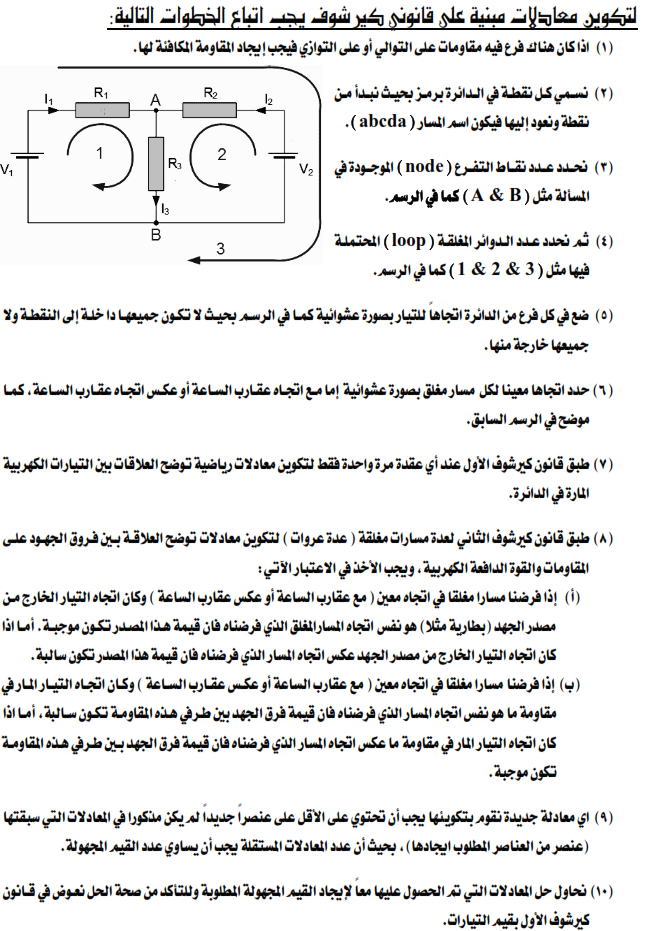 لتكوين معادلات مبنية على قانوني كيرشوف يجب اتباع الخطوات التالية:
(١) اذا كان هناك فرع فيه مقاومات على التوالي أو على التوازي فيجب إيجاد المقاومة المكافئة لها.
(٢) نسمي كل نقطة في الدائرة برمز بحيث نبدأ من
نقطة ونعود إليها فيكون اسم المسار (abcda).
(٣) نحدد عدد نقاط التفرع (node) الموجودة في
المسألة مثل (A & B) كما في الرسم.
(٤) ثم نحدد عدد الدوائر المغلقة (loop) المحتملة
فيها مثل (1 & 2 & 3) كما في الرسم.
I1
R1
A
R2
I2
V1
1
R3
2
V2
I3
B
3
(٥) ضع في كل فرع من الدائرة اتجاهاً للتيار بصورة عشوائية كما في الرسم بحيث لا تكون جميعها داخلة إلى النقطة ولا
جميعها خارجة منها.
(٦) حدد اتجاها معينا لكل مسار مغلق بصورة عشوائية إما مع اتجاه عقارب الساعة أو عكس اتجاه عقارب الساعة، كما
موضح في الرسم السابق.
(٧) طبق قانون كيرشوف الأول عند أي عقدة مرة واحدة فقط لتكوين معادلات رياضية توضح العلاقات بين التيارات الكهربية
المارة في الدائرة.
(٨) طبق قانون كيرشوف الثاني لعدة مسارات مغلقة (عدة عروات) لتكوين معادلات توضح العلاقة بين فروق الجهود على
المقاومات والقوة الدافعة الكهربية، ويجب الأخذ في الاعتبار الآتي:
(أ) إذا فرضنا مسارا مغلقا في اتجاه معين (مع عقارب الساعة أو عكس عقارب الساعة) وكان اتجاه التيار الخارج من
مصدر الجهد (بطارية مثلا) هو نفس اتجاه المسار المغلق الذي فرضناه فان قيمة هذا المصدر تكون موجبة. أما اذا
كان اتجاه التيار الخارج من مصدر الجهد عكس اتجاه المسار الذي فرضناه فان قيمة هذا المصدر تكون سالبة.
(ب) إذا فرضنا مسارا مغلقا في اتجاه معين (مع عقارب الساعة أو عكس عقارب الساعة) وكان اتجاه التيار المار في
مقاومة ما هو نفس اتجاه المسار الذي فرضناه فان قيمة فرق الجهد بين طرفي هذه المقاومة تكون سالبة، أما اذا
كان اتجاه التيار المار في مقاومة ما عكس اتجاه المسار الذي فرضناه فان قيمة فرق الجهد بين طرفي هذه المقاومة
تكون موجبة.
(٩) اي معادلة جديدة نقوم بتكوينها يجب أن تحتوي على الأقل على عنصراً جديداً لم يكن مذكورا في المعادلات التي سبقتها
(عنصر من العناصر المطلوب ايجادها)، بحيث أن عدد المعادلات المستقلة يجب أن يساوي عدد القيم المجهولة.
(١٠) نحاول حل المعادلات التي تم الحصول عليها معاً لإيجاد القيم المجهولة المطلوبة وللتأكد من صحة الحل نعوض في قانون
كيرشوف الأول بقيم التيارات.